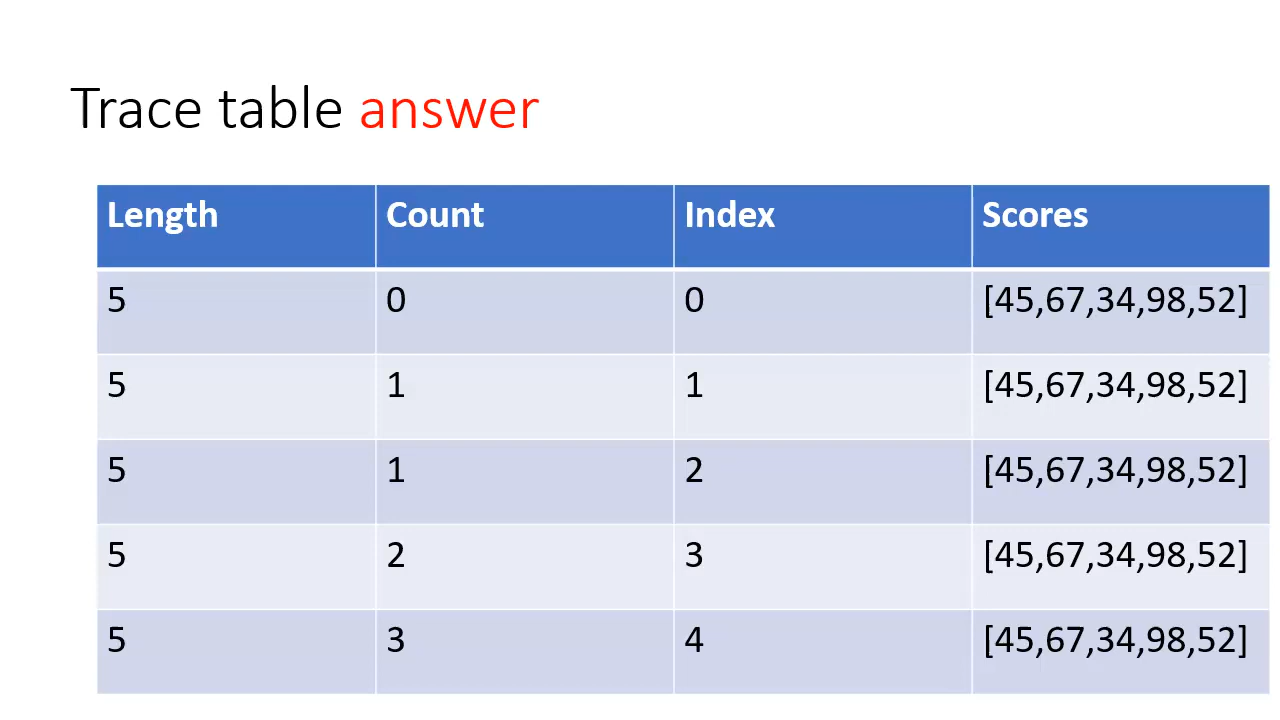 Trace table answer
Length Count Index Scores
5 0 0 [45,67,34,98,52]
5 1 1 [45,67,34,98,52]
5 1 2 [45,67,34,98,52]
5 2 3 [45,67,34,98,52]
5 3 4 [45,67,34,98,52]